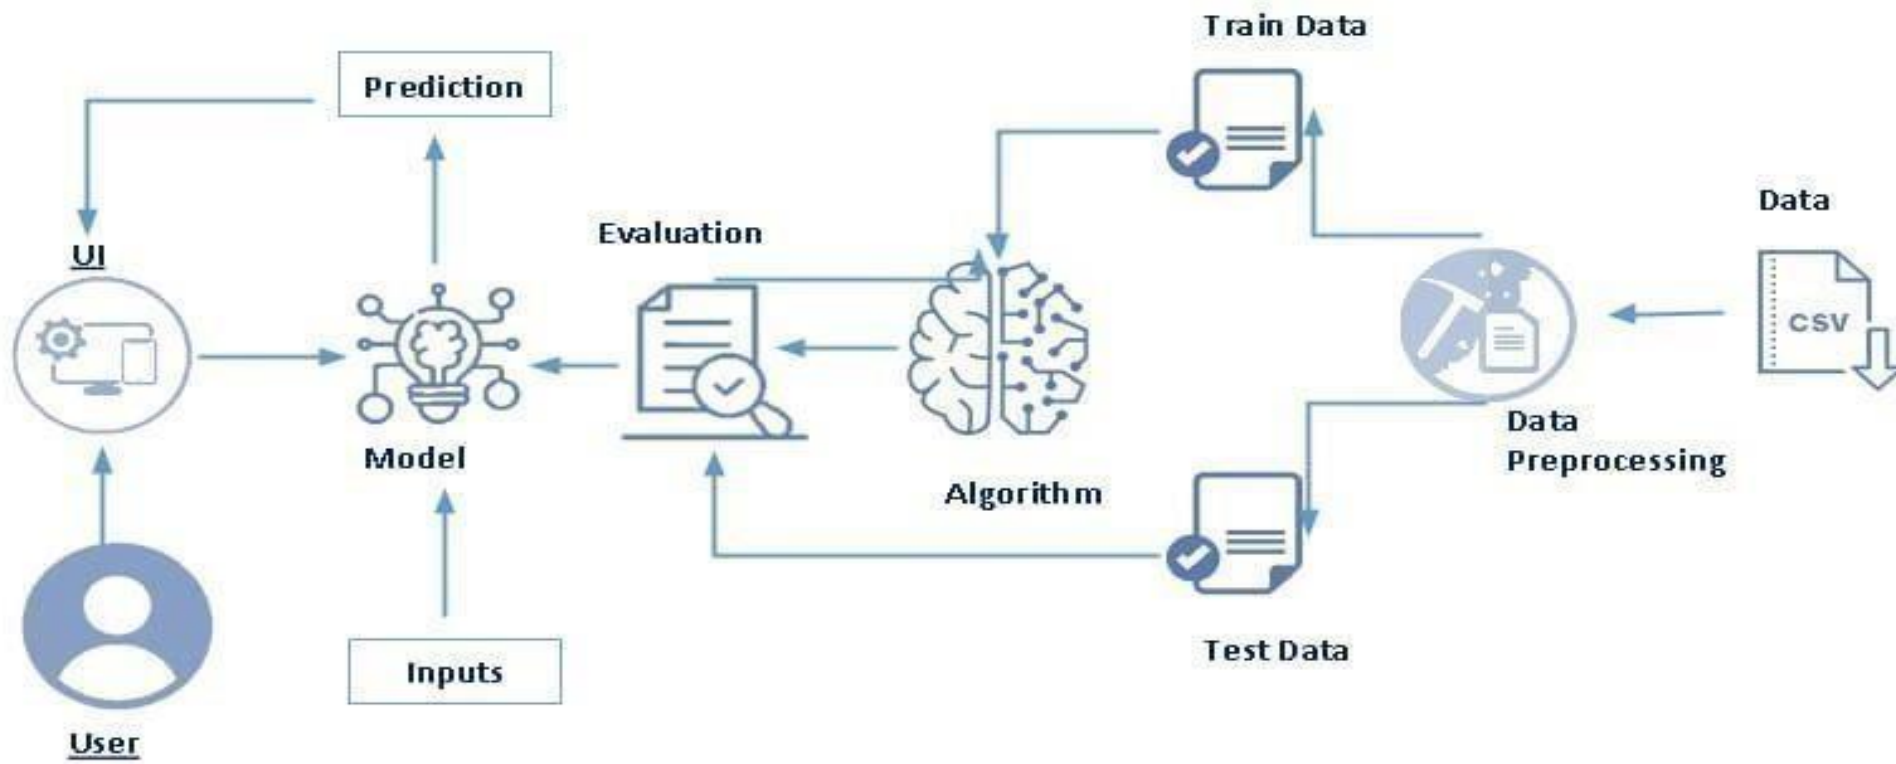 Train Data
Prediction
Data
Evaluation
UI
CSV
Data
Preprocessing
Model
Algorithm
Test Data
Inputs
User